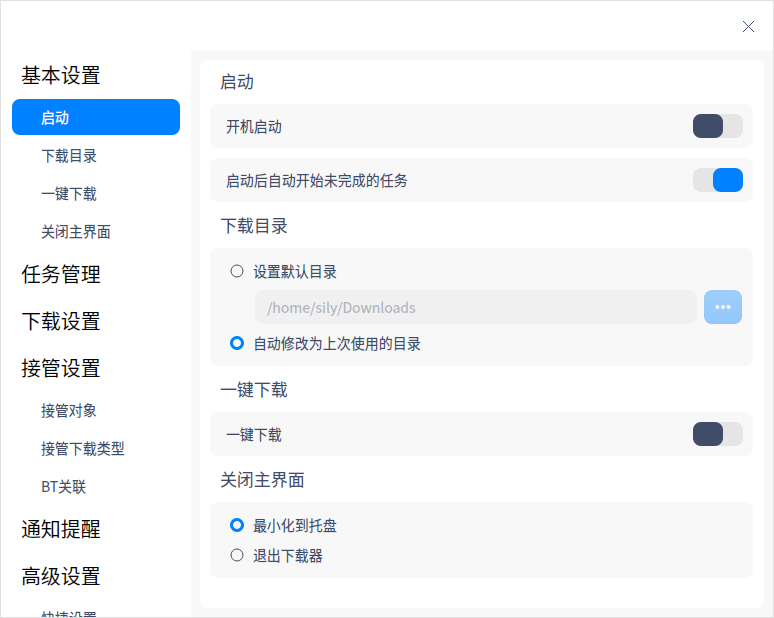 基本设置
启动
下载目录
一键下载
关闭主界面
任务管理
下载设置
接管设置
接管对象
接管下载类型
BT关联
通知提醒
高级设置
快捷设置
启动
开机启动
启动后自动开始未完成的任务
下载目录
设置默认目录
/home/sily/Downloads
自动修改为上次使用的目录
一键下载
一键下载
关闭主界面
最小化到托盘
退出下载器